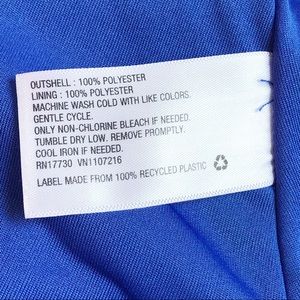 OUTSHELL : 100% POLYESTER
LINING : 100% POLYESTER
MACHINE WASH COLD WITH LIKE COLORS.
GENTLE CYCLE.
ONLY NON-CHLORINE BLEACH IF NEEDED.
TUMBLE DRY LOW. REMOVE PROMPTLY.
COOL IRON IF NEEDED.
RN17730 VN1107216
LABEL MADE FROM 100% RECYCLED PLASTIC